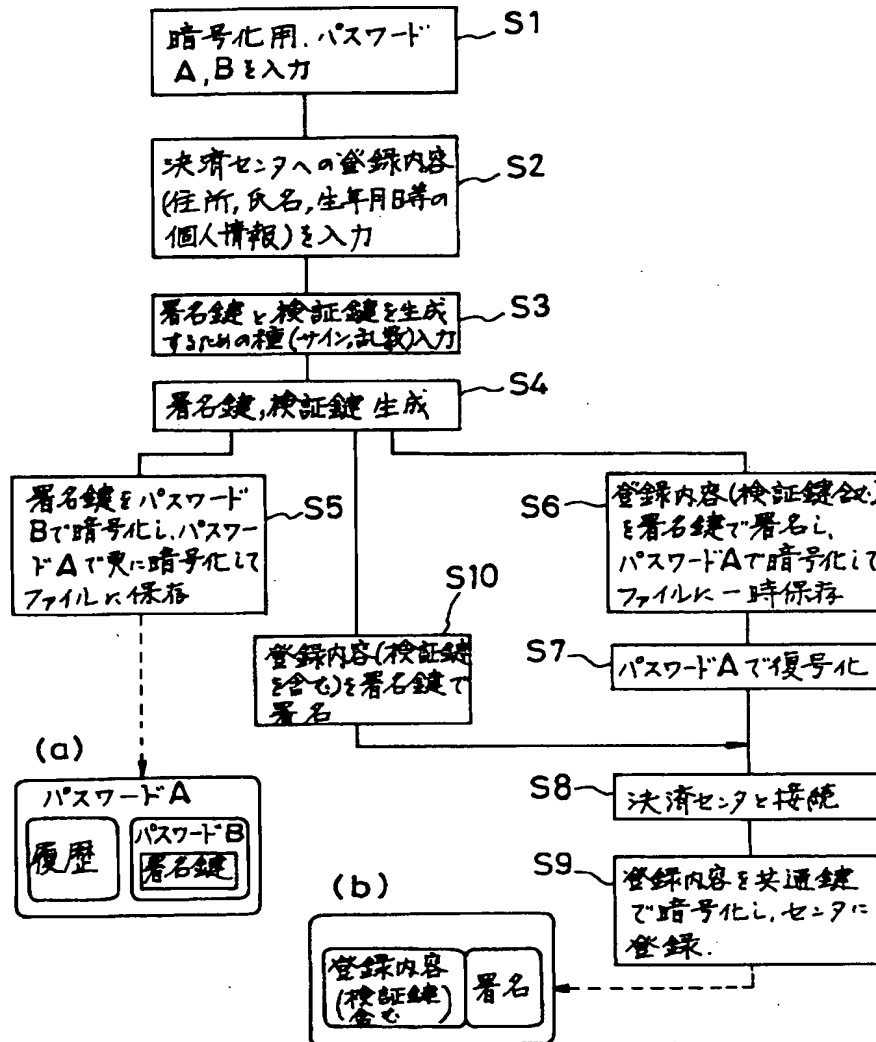 暗号化用.パスワード
A,Bを入力
S1
決済センタへの登録内容
(住所,氏名,生年月日等の
個人情報)を入力
S2
署名鍵と検証鍵を生成
するための種(サイン,乱数)入力
S3
署名鍵,検証鍵 生成
S4
署名鍵をパスワード
Bで暗号化し,パスワー
ドAで更に暗号化して
ファイルに保存
S5
登録内容(検証鍵含む)
を署名鍵で署名し,
パスワードAで暗号化して
ファイルに一時保存
S6
S10
登録内容(検証鍵
を含む)を署名鍵で
署名
S7
パスワードAで復号化
(a)
パスワードA
履歴
パスワードB
署名鍵
S8
決済センタと接続
S9
登録内容を共通鍵
で暗号化し,センタに
登録.
(b)
登録内容
(検証鍵
含む)
署名